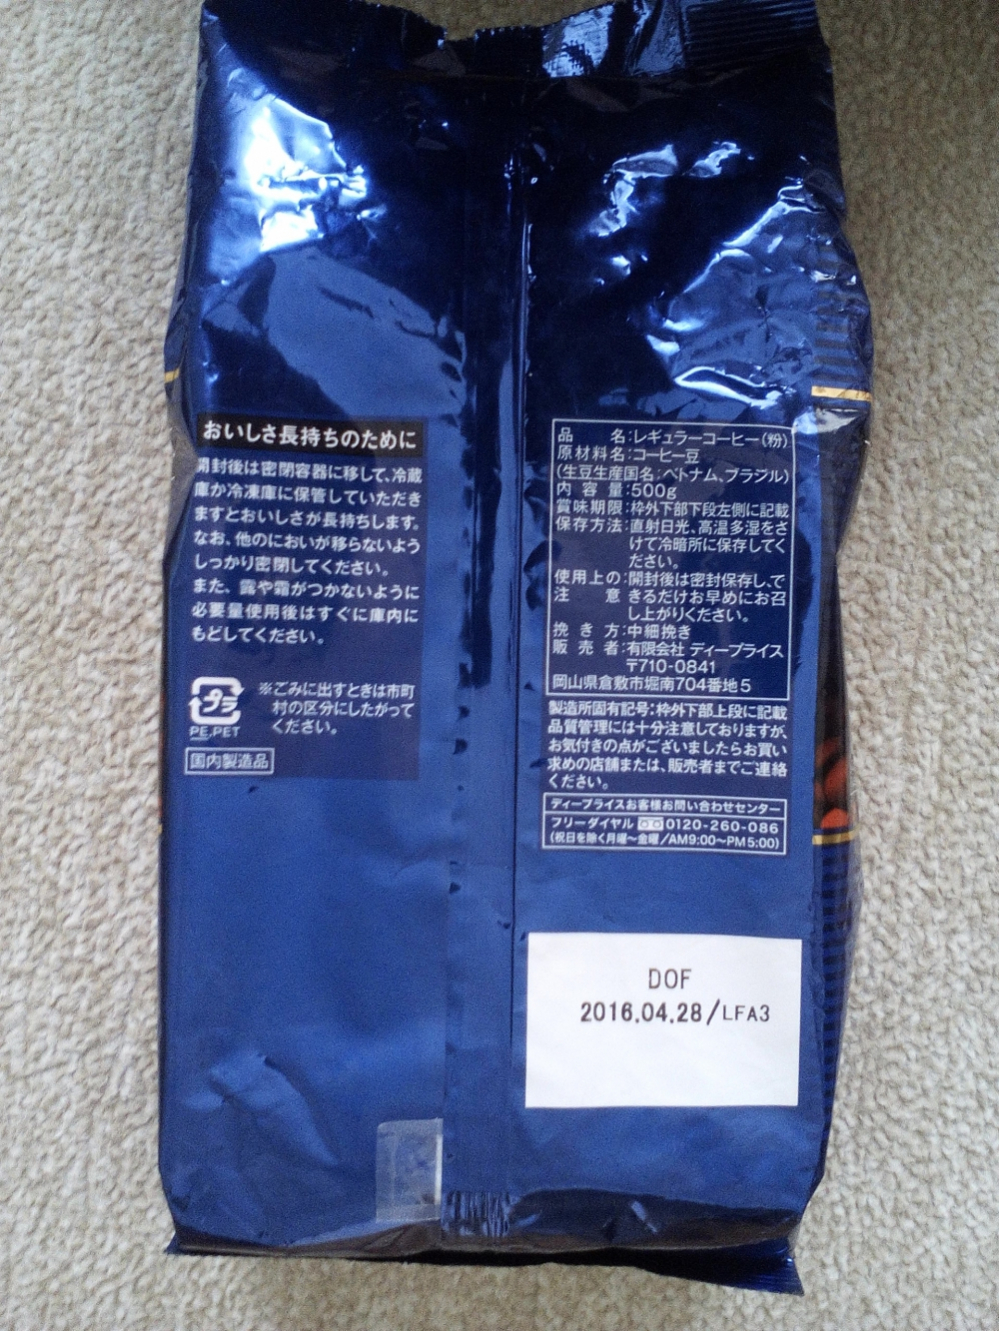 おいしさ長持ちのために
開封後は密閉容器に移して、冷蔵
庫か冷凍庫に保管していただき
ますとおいしさが長持ちします。
なお、他のにおいが移らないよう
しっかり密閉してください。
また、露や霜がつかないように
必要量使用後はすぐに庫内に
もどしてください。
プラ
PE,PET
※ごみに出すときは市町
村の区分にしたがって
ください。
国内製造品
品名:レギュラーコーヒー(粉)
原材料名:コーヒー豆
(生豆生産国名:ベトナム、ブラジル)
内容量:500g
賞味期限:枠外下部下段左側に記載
保存方法:直射日光、高温多湿をさ
けて冷暗所に保存してく
ださい。
使用上の:開封後は密封保存し、で
注意 きるだけお早めにお召
し上がりください。
挽き方:中細挽き
販売者:有限会社 ディープライス
〒710-0841
岡山県倉敷市堀南704番地5
製造所固有記号:枠外下部上段に記載
品質管理には十分注意しておりますが、
お気付きの点がございましたらお買い
求めの店舗または、販売者までご連絡
ください。
ディープライスお客様お問い合わせセンター
フリーダイヤル 0120-260-086
(祝日を除く月曜〜金曜/AM9:00〜PM5:00)
DOF
2016.04.28/LFA3